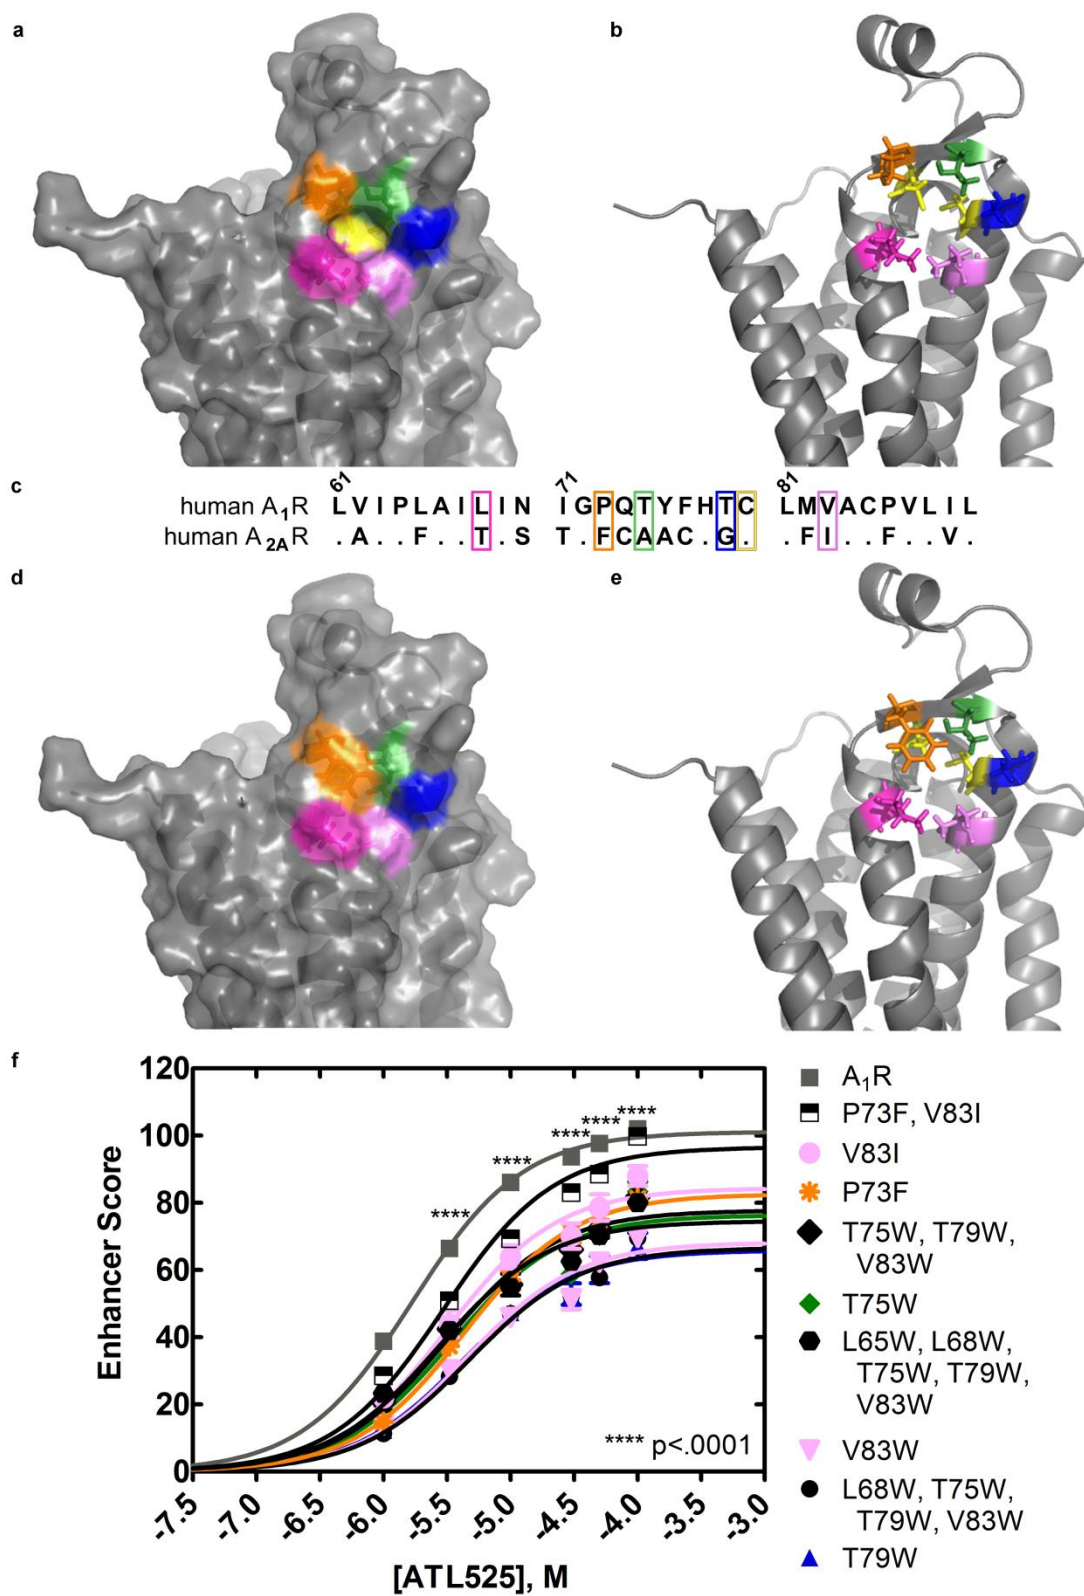 a
b
c
61 71 81
human A1R L V I P L A I L I N I G P Q T Y F H T C L M V A C P V L I L
human A2AR . A . . F . . T . S T . F C A A C . G . . F I . . F . . V .
d
e
f
120
100
80
60
40
20
0
Enhancer Score
**** **** **** **** ****
**** p<.0001
-7.5 -7.0 -6.5 -6.0 -5.5 -5.0 -4.5 -4.0 -3.5 -3.0
[ATL525], M
A1R
P73F, V83I
V83I
P73F
T75W, T79W,
V83W
T75W
L65W, L68W,
T75W, T79W,
V83W
V83W
L68W, T75W,
T79W, V83W
T79W